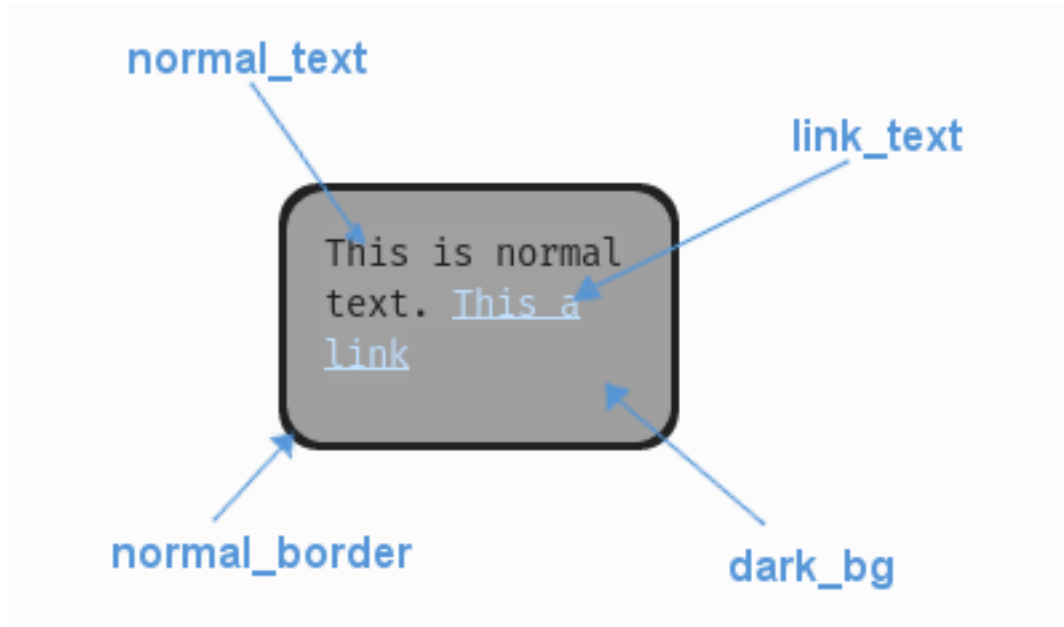 normal_text
link_text
This is normal
text. This a
link
normal_border
dark_bg